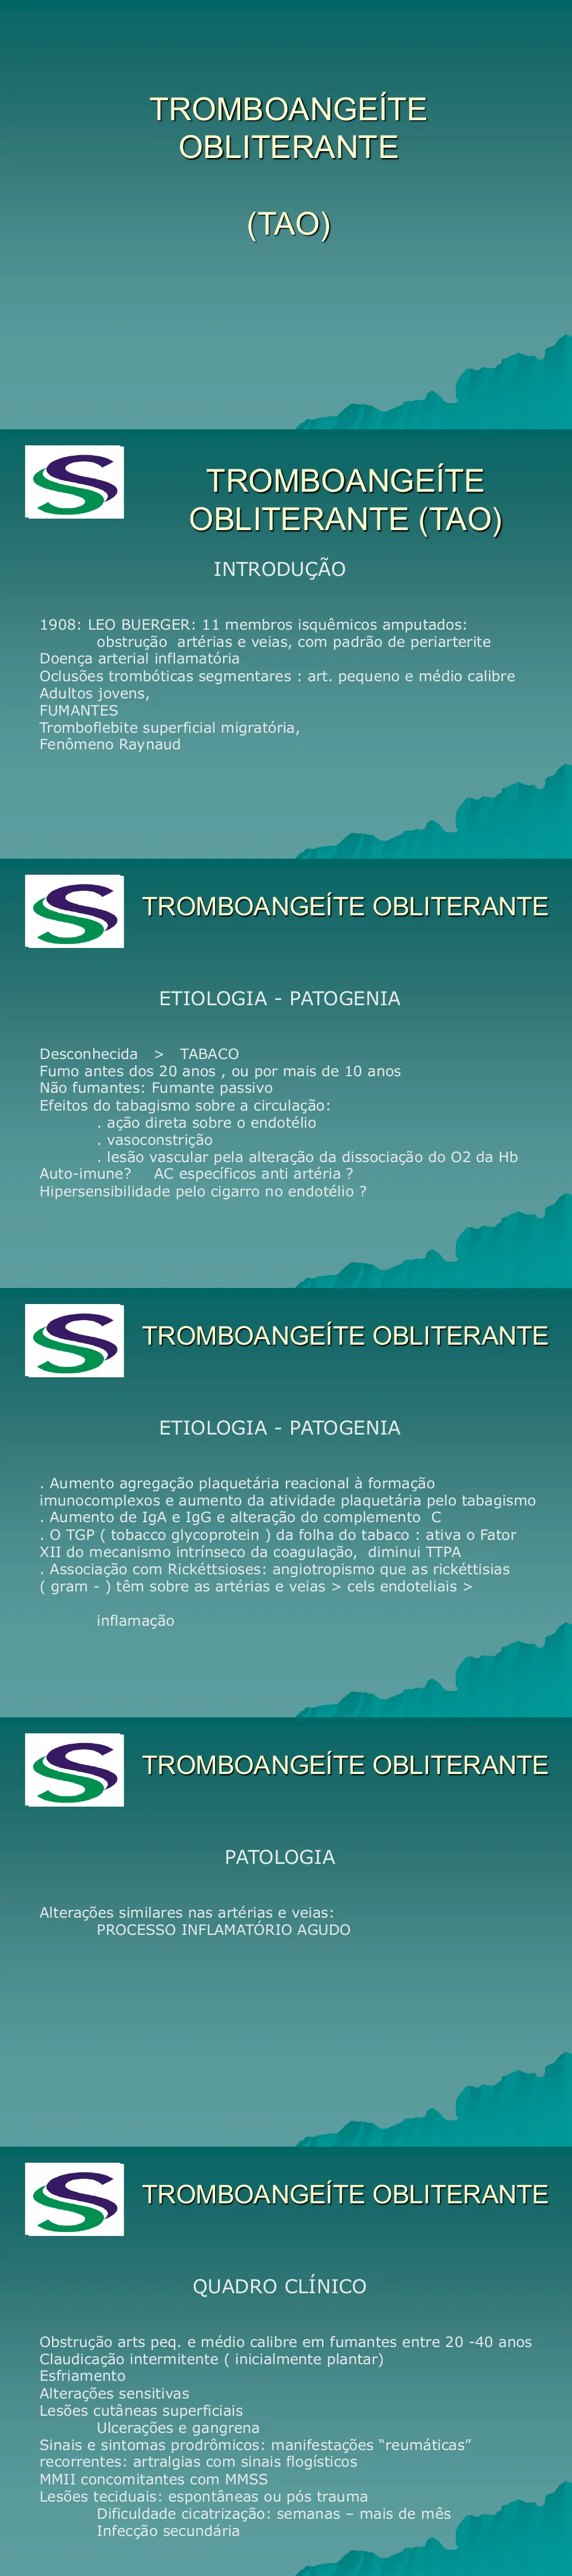 TROMBOANGEÍTE
OBLITERANTE
(TAO)
TROMBOANGEÍTE
OBLITERANTE (TAO)
INTRODUÇÃO
1908: LEO BUERGER: 11 membros isquêmicos amputados:
obstrução artérias e veias, com padrão de periarterite
Doença arterial inflamatória
Oclusões trombóticas segmentares : art. pequeno e médio calibre
Adultos jovens,
FUMANTES
Tromboflebite superficial migratória,
Fenômeno Raynaud
TROMBOANGEÍTE OBLITERANTE
ETIOLOGIA - PATOGENIA
Desconhecida > TABACO
Fumo antes dos 20 anos , ou por mais de 10 anos
Não fumantes: Fumante passivo
Efeitos do tabagismo sobre a circulação:
. ação direta sobre o endotélio
. vasoconstrição
. lesão vascular pela alteração da dissociação do O2 da Hb
Auto-imune? AC específicos anti artéria ?
Hipersensibilidade pelo cigarro no endotélio ?
TROMBOANGEÍTE OBLITERANTE
ETIOLOGIA - PATOGENIA
. Aumento agregação plaquetária reacional à formação
imunocomplexos e aumento da atividade plaquetária pelo tabagismo
. Aumento de IgA e IgG e alteração do complemento C
. O TGP ( tobacco glycoprotein ) da folha do tabaco : ativa o Fator
XII do mecanismo intrínseco da coagulação, diminui TTPA
. Associação com Rickéttsioses: angiotropismo que as rickéttisias
( gram - ) têm sobre as artérias e veias > cels endoteliais >
inflamação
TROMBOANGEÍTE OBLITERANTE
PATOLOGIA
Alterações similares nas artérias e veias:
PROCESSO INFLAMATÓRIO AGUDO
TROMBOANGEÍTE OBLITERANTE
QUADRO CLÍNICO
Obstrução arts peq. e médio calibre em fumantes entre 20 -40 anos
Claudicação intermitente ( inicialmente plantar)
Esfriamento
Alterações sensitivas
Lesões cutâneas superficiais
Ulcerações e gangrena
Sinais e sintomas prodrômicos: manifestações “reumáticas”
recorrentes: artralgias com sinais flogísticos
MMII concomitantes com MMSS
Lesões teciduais: espontâneas ou pós trauma
Dificuldade cicatrização: semanas – mais de mês
Infecção secundária